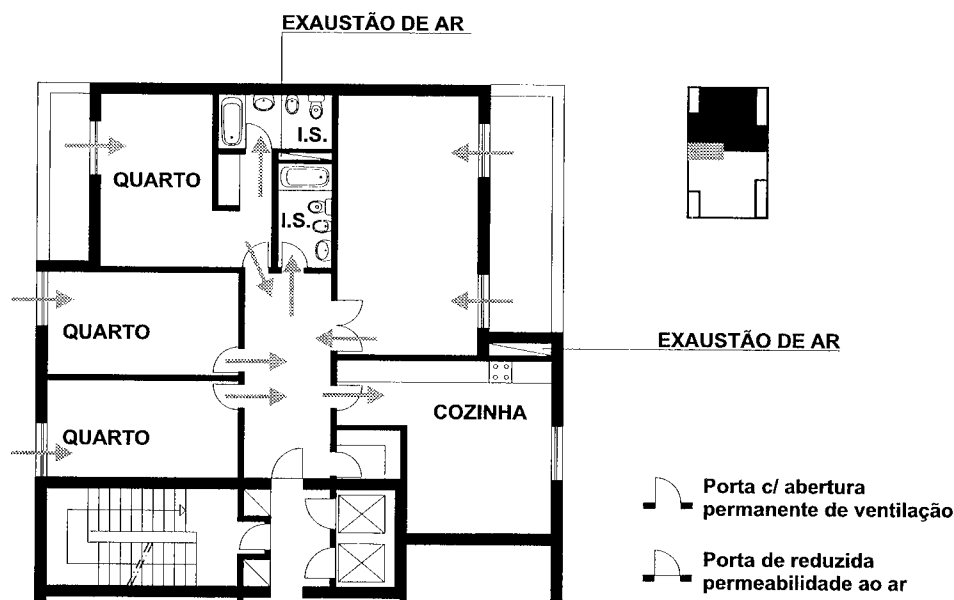 EXAUSTÃO DE AR
I.S.
QUARTO
I.S.
QUARTO
EXAUSTÃO DE AR
COZINHA
QUARTO
Porta c/ abertura
permanente de ventilação
Porta de reduzida
permeabilidade ao ar